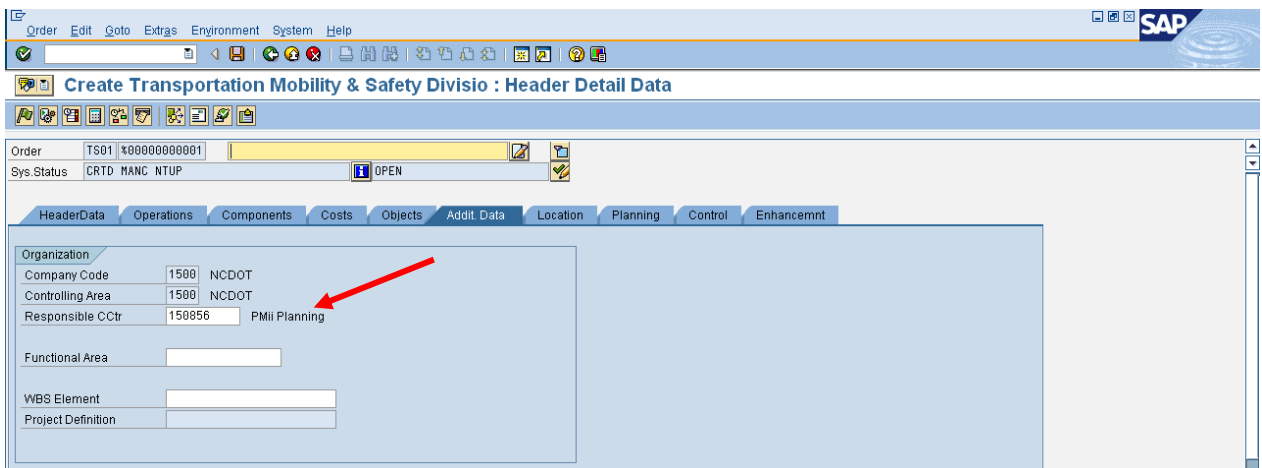 Order Edit Goto Extras Environment System Help
SAP
Create Transportation Mobility & Safety Divisio : Header Detail Data
Order TS01 %00000000001
Sys.Status CRTD MANC NTUP OPEN
HeaderData Operations Components Costs Objects Addit. Data Location Planning Control Enhancemnt
Organization
Company Code 1500 NCDOT
Controlling Area 1500 NCDOT
Responsible CCtr 150856 PMii Planning
Functional Area
WBS Element
Project Definition